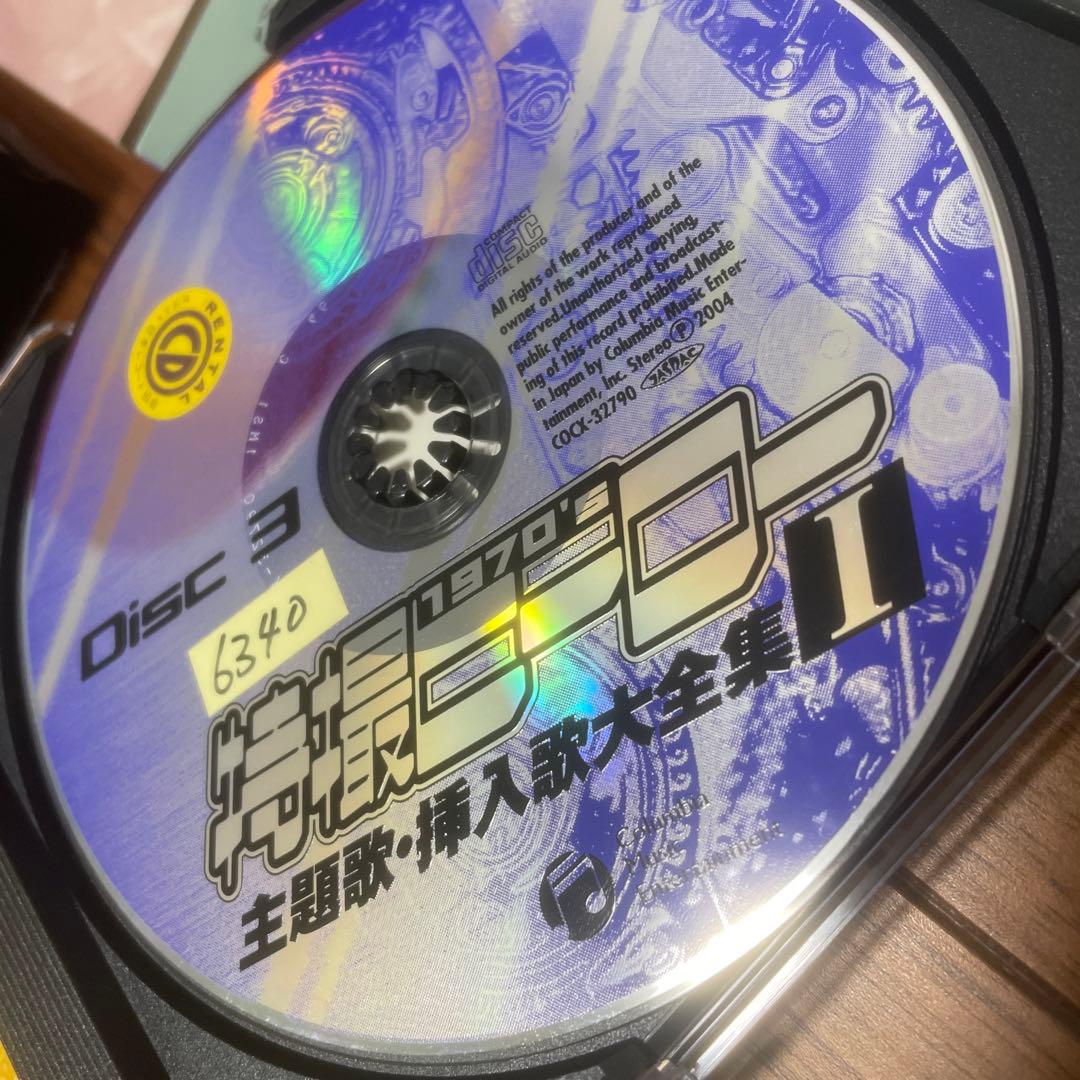 COMPACT
disc
DIGITAL AUDIO
All rights of the producer and of the
owner of the work reproduced
reserved.Unauthorized copying,
public performance and broadcast-
ing of this record prohibited.Made
in Japan by Columbia Music Enter-
tainment, Inc. Stereo Ⓟ 2004
COCX-32790 JASRAC
RENTAL
CD
Disc 3
6340
1970's
特撮ヒーロー
主題歌・挿入歌大全集 I
Columbia
Music
Entertainment